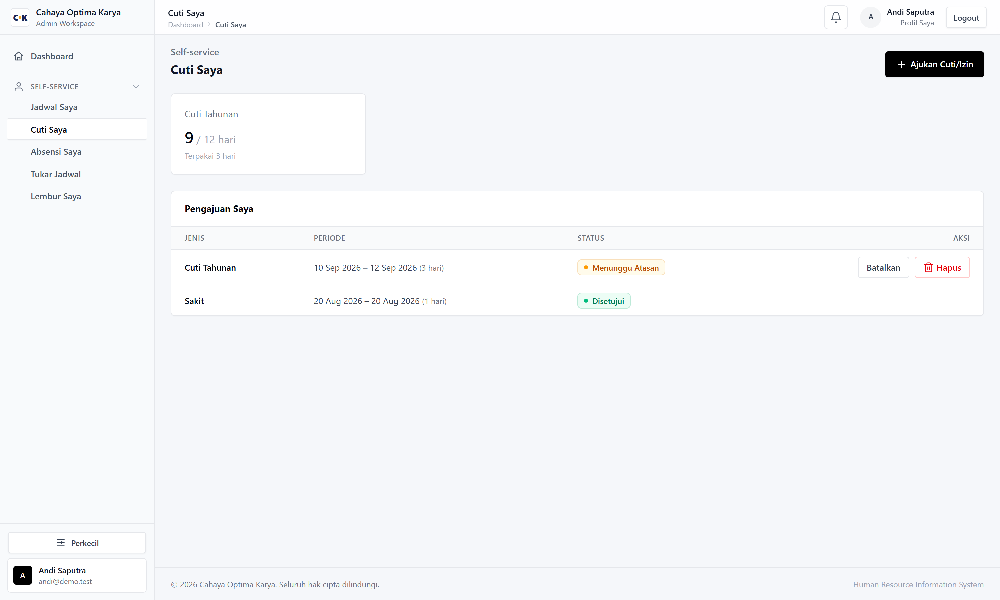 C•K
Cahaya Optima Karya
Admin Workspace
Cuti Saya
Dashboard > Cuti Saya
A
Andi Saputra
Profil Saya
Logout
Dashboard
SELF-SERVICE
Jadwal Saya
Cuti Saya
Absensi Saya
Tukar Jadwal
Lembur Saya
Perkecil
A
Andi Saputra
andi@demo.test
Self-service
Cuti Saya
+ Ajukan Cuti/Izin
Cuti Tahunan
9 / 12 hari
Terpakai 3 hari
Pengajuan Saya
JENIS PERIODE STATUS AKSI
Cuti Tahunan 10 Sep 2026 – 12 Sep 2026 (3 hari) Menunggu Atasan Batalkan Hapus
Sakit 20 Aug 2026 – 20 Aug 2026 (1 hari) Disetujui —
© 2026 Cahaya Optima Karya. Seluruh hak cipta dilindungi.
Human Resource Information System